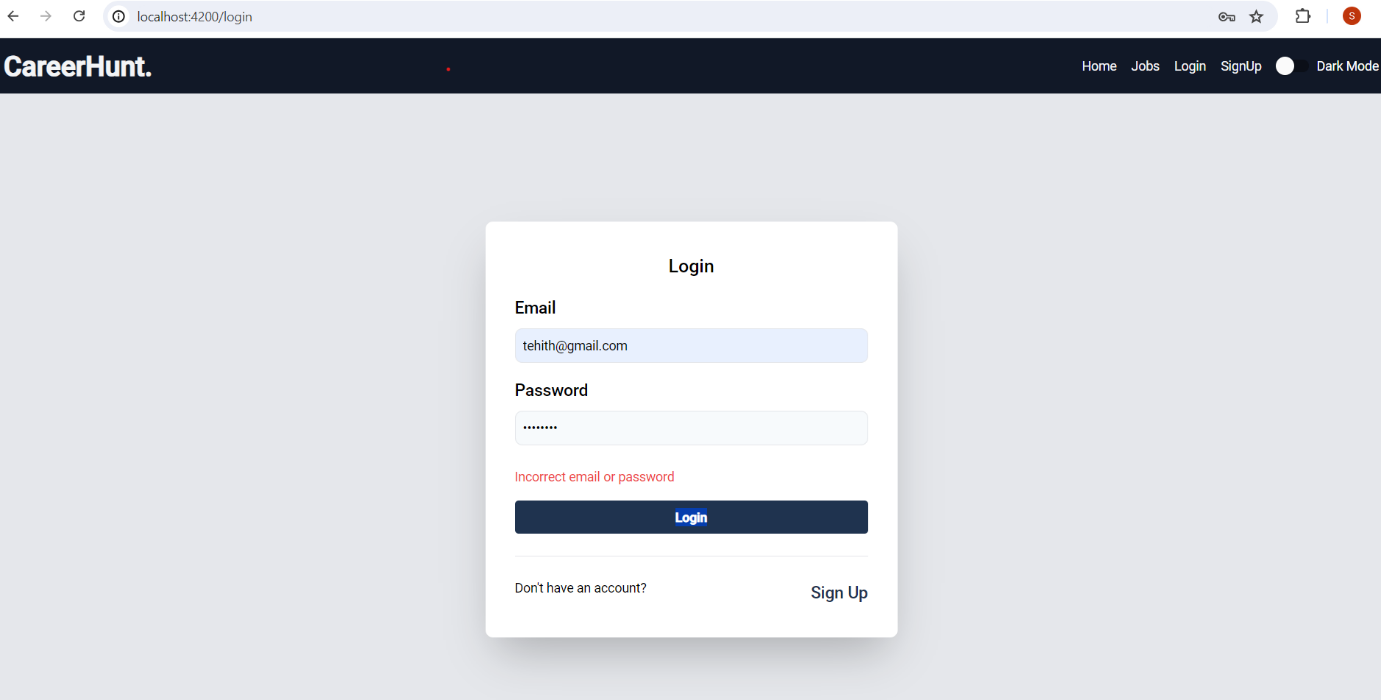 localhost:4200/login
S
CareerHunt.
Home Jobs Login SignUp Dark Mode
Login
Email
tehith@gmail.com
Password
••••••••
Incorrect email or password
Login
Don't have an account? Sign Up